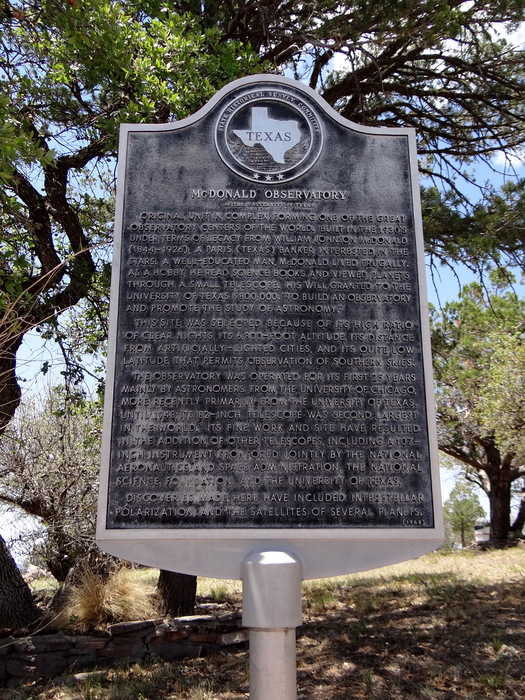 STATE HISTORICAL SURVEY COMMITTEE
TEXAS
McDONALD OBSERVATORY
ORIGINAL UNIT IN COMPLEX FORMING ONE OF THE GREAT
OBSERVATORY CENTERS OF THE WORLD. BUILT IN THE 1930'S
UNDER TERMS OF LEGACY FROM WILLIAM JOHNSON McDONALD
(1844-1926), A PARIS (TEXAS) BANKER INTERESTED IN THE
STARS. A WELL-EDUCATED MAN, McDONALD LIVED FRUGALLY.
AS A HOBBY, HE READ SCIENCE BOOKS AND VIEWED PLANETS
THROUGH A SMALL TELESCOPE. HIS WILL GRANTED TO THE
UNIVERSITY OF TEXAS $800,000 "TO BUILD AN OBSERVATORY
AND PROMOTE THE STUDY OF ASTRONOMY."
THIS SITE WAS SELECTED BECAUSE OF ITS HIGH RATIO
OF CLEAR NIGHTS, ITS 6,800-FOOT ALTITUDE, ITS DISTANCE
FROM ARTIFICIALLY-LIGHTED CITIES, AND ITS QUITE LOW
LATITUDE THAT PERMITS OBSERVATION OF SOUTHERN SKIES.
THE OBSERVATORY WAS OPERATED FOR ITS FIRST YEARS
MAINLY BY ASTRONOMERS FROM THE UNIVERSITY OF CHICAGO,
MORE RECENTLY PRIMARILY FROM THE UNIVERSITY OF TEXAS.
UNTIL 1948, ITS 82-INCH TELESCOPE WAS SECOND LARGEST
IN THE WORLD. ITS FINE WORK AND SITE HAVE RESULTED
IN THE ADDITION OF OTHER TELESCOPES, INCLUDING A 107-
INCH INSTRUMENT SPONSORED JOINTLY BY THE NATIONAL
AERONAUTICS AND SPACE ADMINISTRATION, THE NATIONAL
SCIENCE FOUNDATION, AND THE UNIVERSITY OF TEXAS.
DISCOVERIES MADE HERE HAVE INCLUDED INTERSTELLAR
POLARIZATION AND THE SATELLITES OF SEVERAL PLANETS.
(1968)